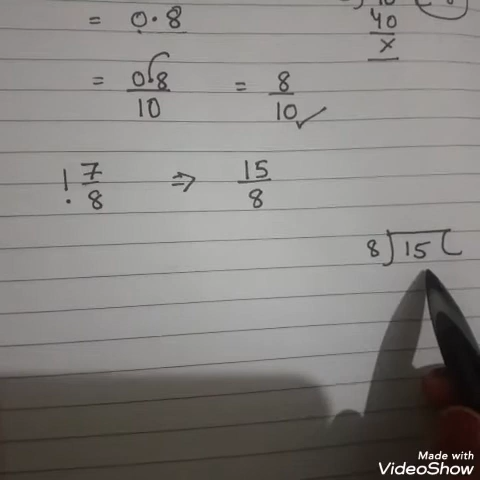 = 0.8
40
x
= 0.8/10 = 8/10 ✓
1 7/8 ⇒ 15/8
8)15(
Made with
VideoShow